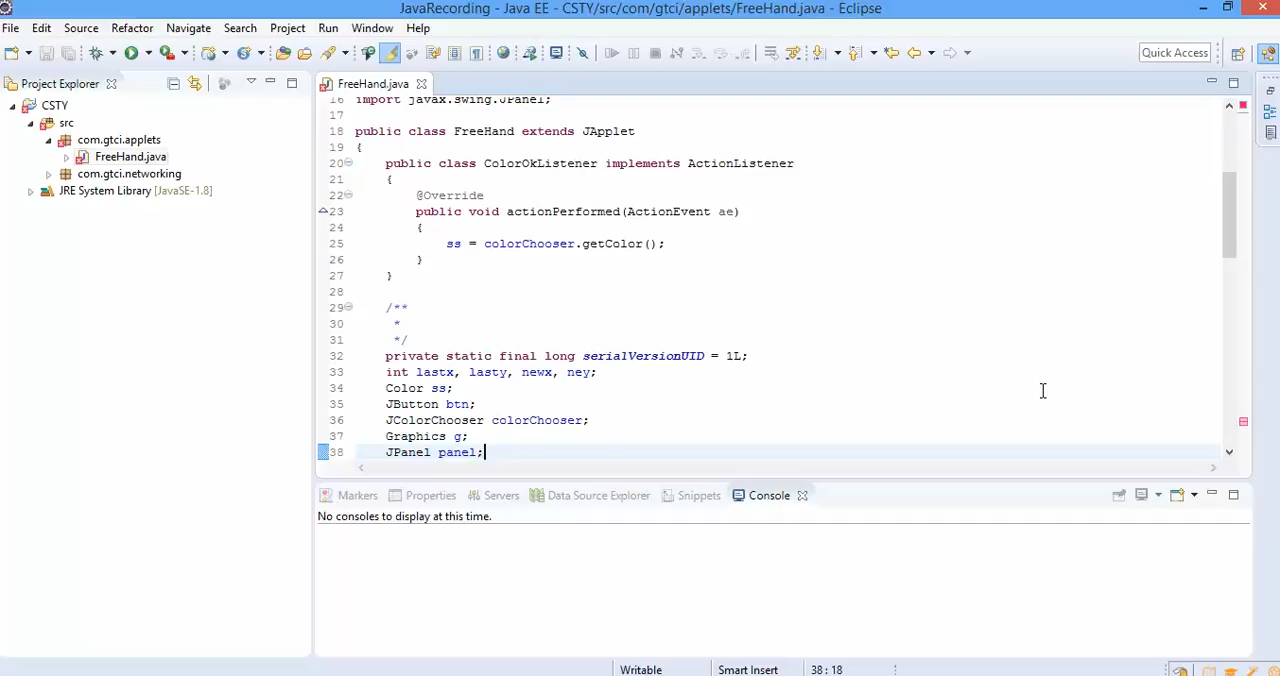 JavaRecording - Java EE - CSTY/src/com/gtci/applets/FreeHand.java - Eclipse
File Edit Source Refactor Navigate Search Project Run Window Help
Quick Access
Project Explorer
CSTY
src
com.gtci.applets
FreeHand.java
com.gtci.networking
JRE System Library [JavaSE-1.8]
FreeHand.java
16 import javax.swing.JPanel;
17
18 public class FreeHand extends JApplet
19 {
20 public class ColorOkListener implements ActionListener
21 {
22 @Override
23 public void actionPerformed(ActionEvent ae)
24 {
25 ss = colorChooser.getColor();
26 }
27 }
28
29 /**
30 *
31 */
32 private static final long serialVersionUID = 1L;
33 int lastx, lasty, newx, ney;
34 Color ss;
35 JButton btn;
36 JColorChooser colorChooser;
37 Graphics g;
38 JPanel panel;
Markers Properties Servers Data Source Explorer Snippets Console
No consoles to display at this time.
Writable Smart Insert 38 : 18